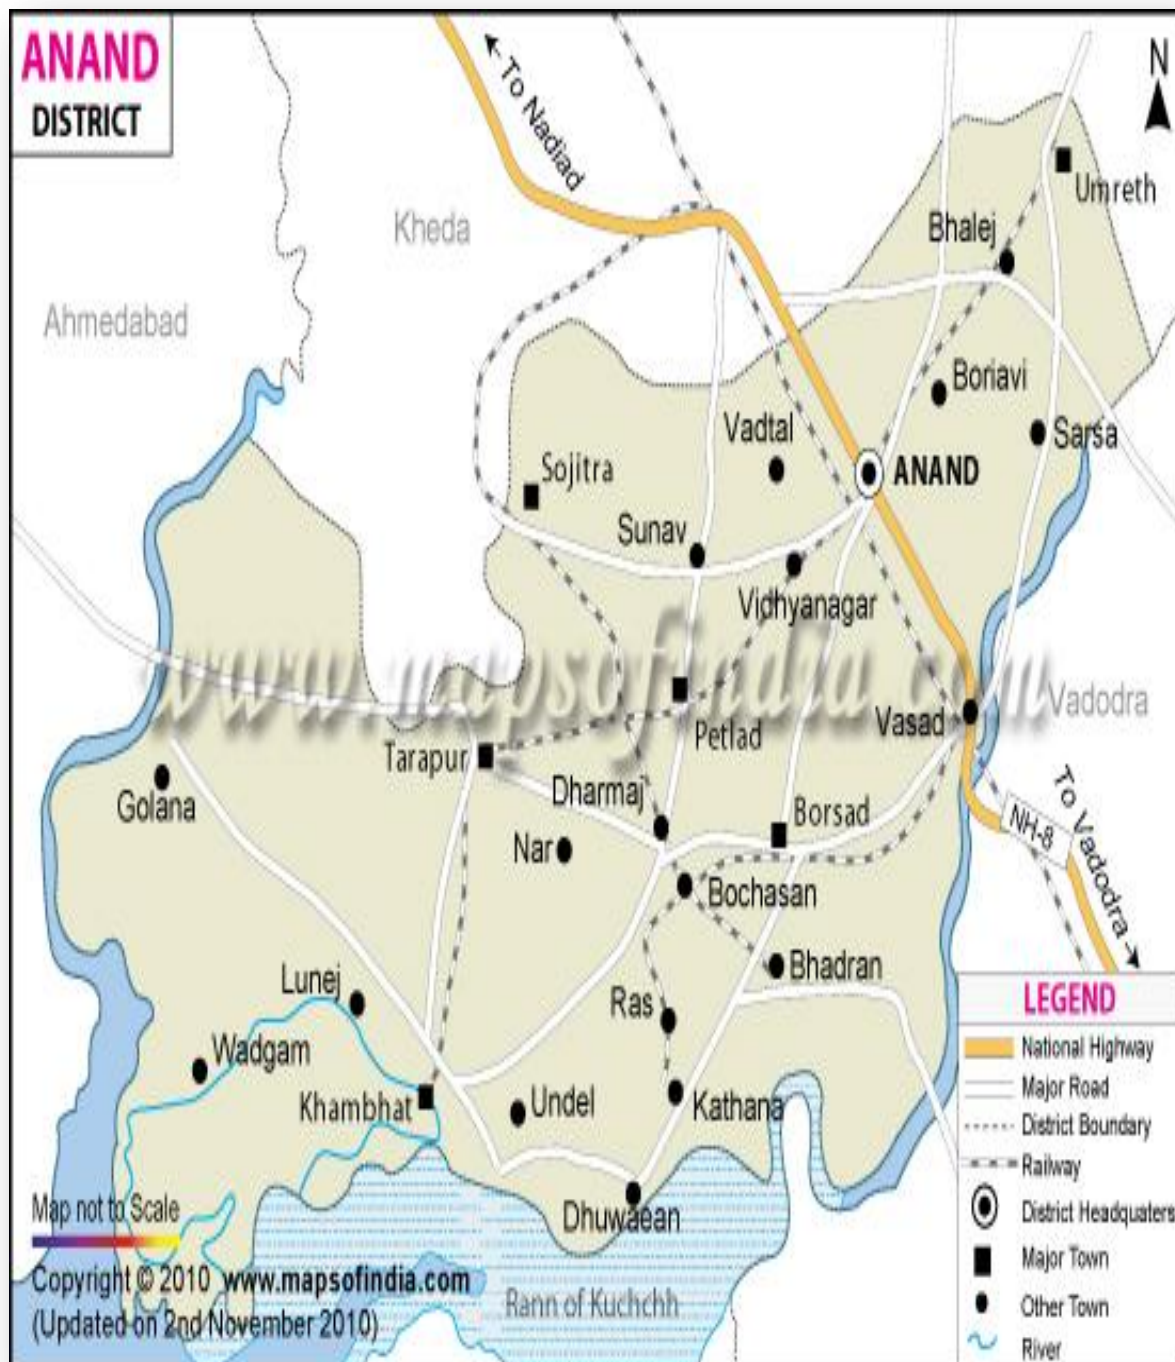 ANAND
DISTRICT
To Nadiad
N
Kheda
Ahmedabad
Umreth
Bhalej
Boriavi
Vadtal
Sarsa
Sojitra
ANAND
Sunav
Vidhyanagar
www.mapsofindia.com
Vadodra
Petlad
Vasad
Tarapur
Golana
Dharmaj
Borsad
Nar
NH-8
To Vadodra
Bochasan
Bhadran
Lunej
Ras
Wadgam
Khambhat
Undel
Kathana
Dhuwaean
Rann of Kuchchh
LEGEND
National Highway
Major Road
District Boundary
Railway
District Headquaters
Major Town
Other Town
River
Map not to Scale
Copyright © 2010 www.mapsofindia.com
(Updated on 2nd November 2010)